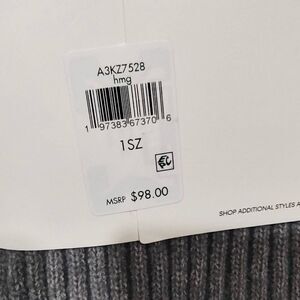 A3KZ7528
hmg
1 97383 67370 6
1SZ
MSRP $98.00
SHOP ADDITIONAL STYLES A